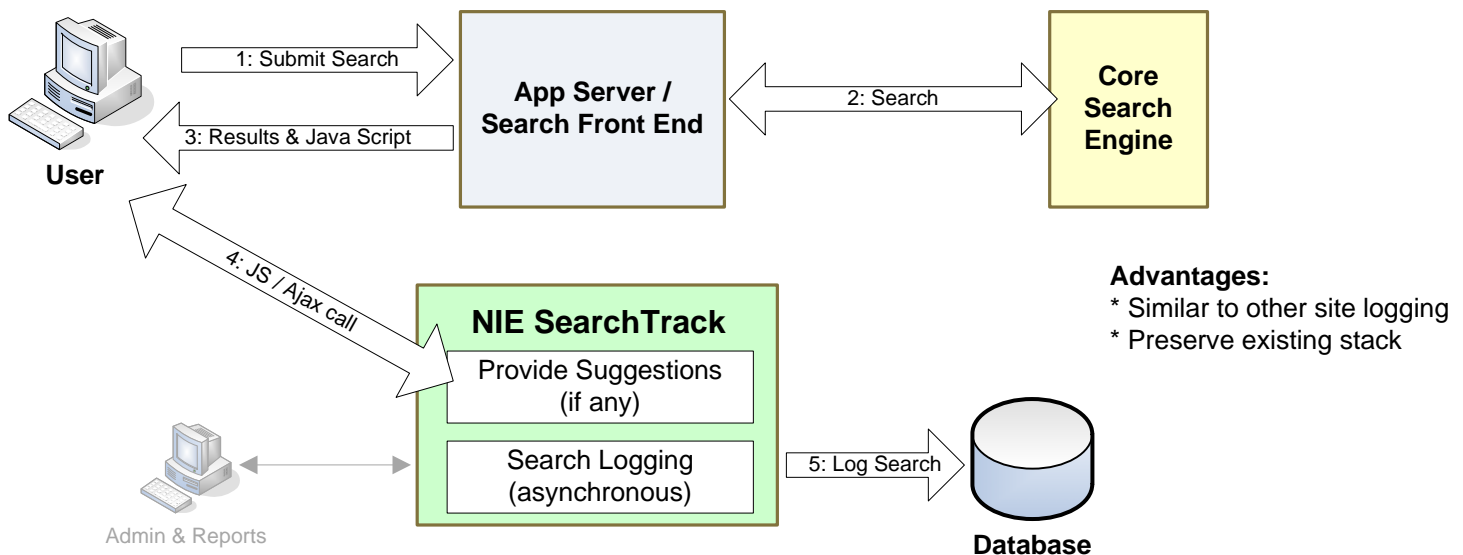 1: Submit Search
App Server /
Search Front End
2: Search
Core
Search
Engine
3: Results & Java Script
User
4: JS / Ajax call
Advantages:
* Similar to other site logging
* Preserve existing stack
NIE SearchTrack
Provide Suggestions
(if any)
Search Logging
(asynchronous)
5: Log Search
Admin & Reports
Database